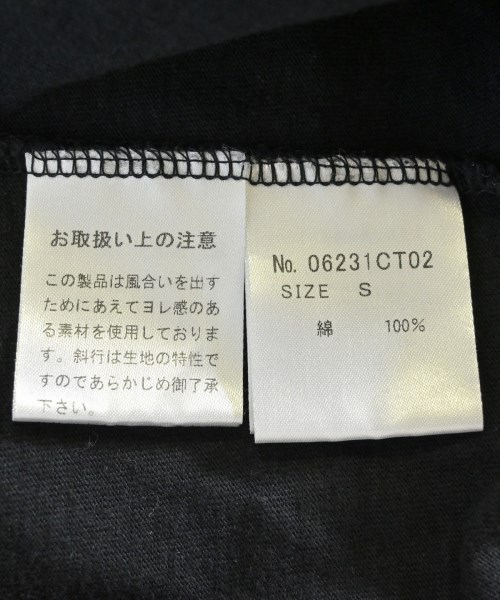 お取扱い上の注意
この製品は風合いを出す
ためにあえてヨレ感のあ
る素材を使用しておりま
す。斜行は生地の特性で
すのであらかじめ御了承
下さい。
No. 06231CT02
SIZE S
綿 100%